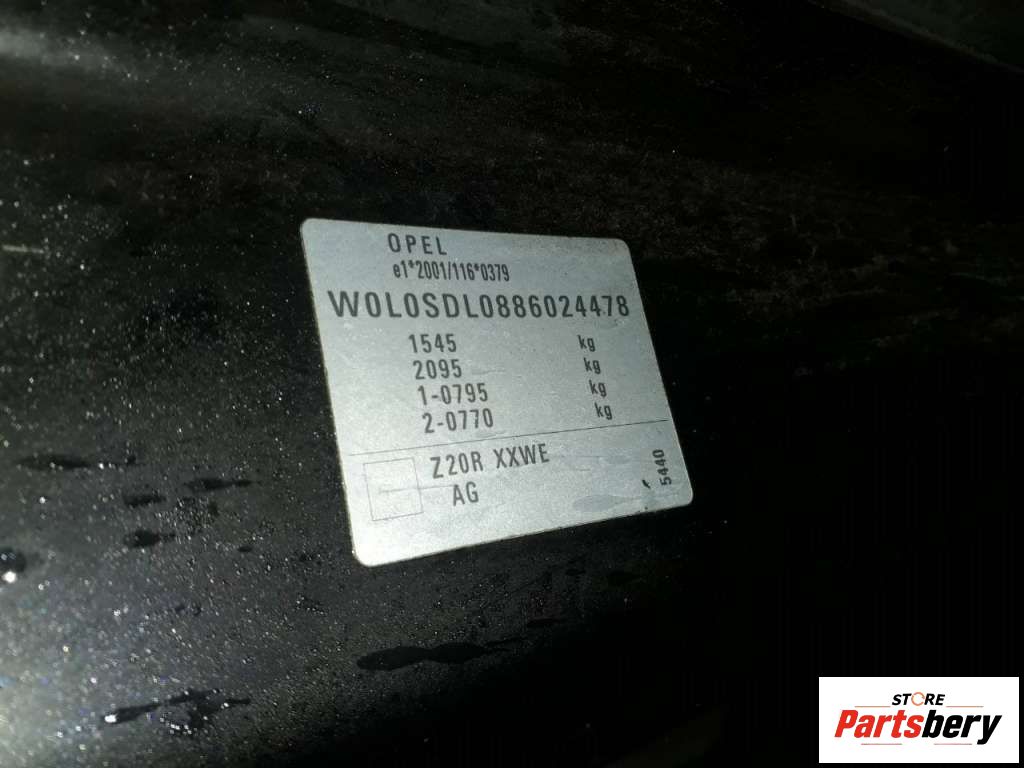 OPEL
e1*2001/116*0379
W0L0SDL0886024478
1545 kg
2095 kg
1-0795 kg
2-0770 kg
Z20R XXWE
AG
5440
STORE
Partsbery